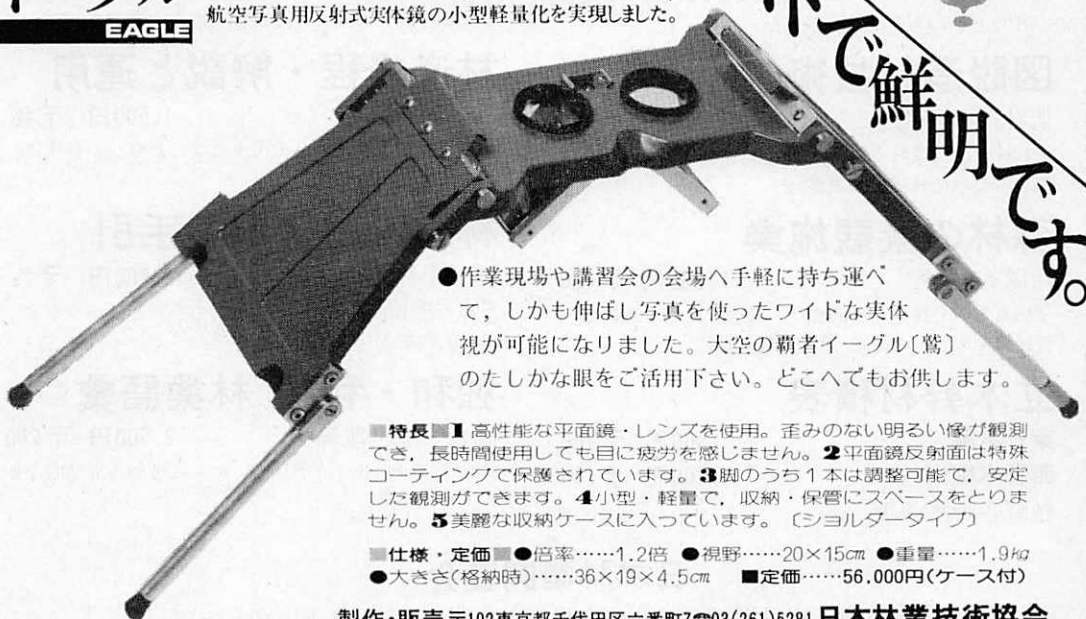 イーグル
EAGLE
航空写真用反射式実体鏡の小型軽量化を実現しました。
で鮮明です。
●作業現場や講習会の会場へ手軽に持ち運べ
て，しかも伸ばし写真を使ったワイドな実体
視が可能になりました。大空の覇者イーグル〔鷲〕
のたしかな眼をご活用下さい。どこへでもお供します。
■特長■1 高性能な平面鏡・レンズを使用。歪みのない明るい像が観測
でき，長時間使用しても目に疲労を感じません。2平面鏡反射面は特殊
コーティングで保護されています。3脚のうち1本は調整可能で，安定
した観測ができます。4小型・軽量で，収納・保管にスペースをとりま
せん。5美麗な収納ケースに入っています。〔ショルダータイプ〕
■仕様・定価■●倍率……1.2倍 ●視野……20×15cm ●重量……1.9kg
●大きさ(格納時)……36×19×4.5cm ■定価……56,000円(ケース付)
制作・販売〒102東京都千代田区六番町7☎03(261)5281 日本林業技術協会